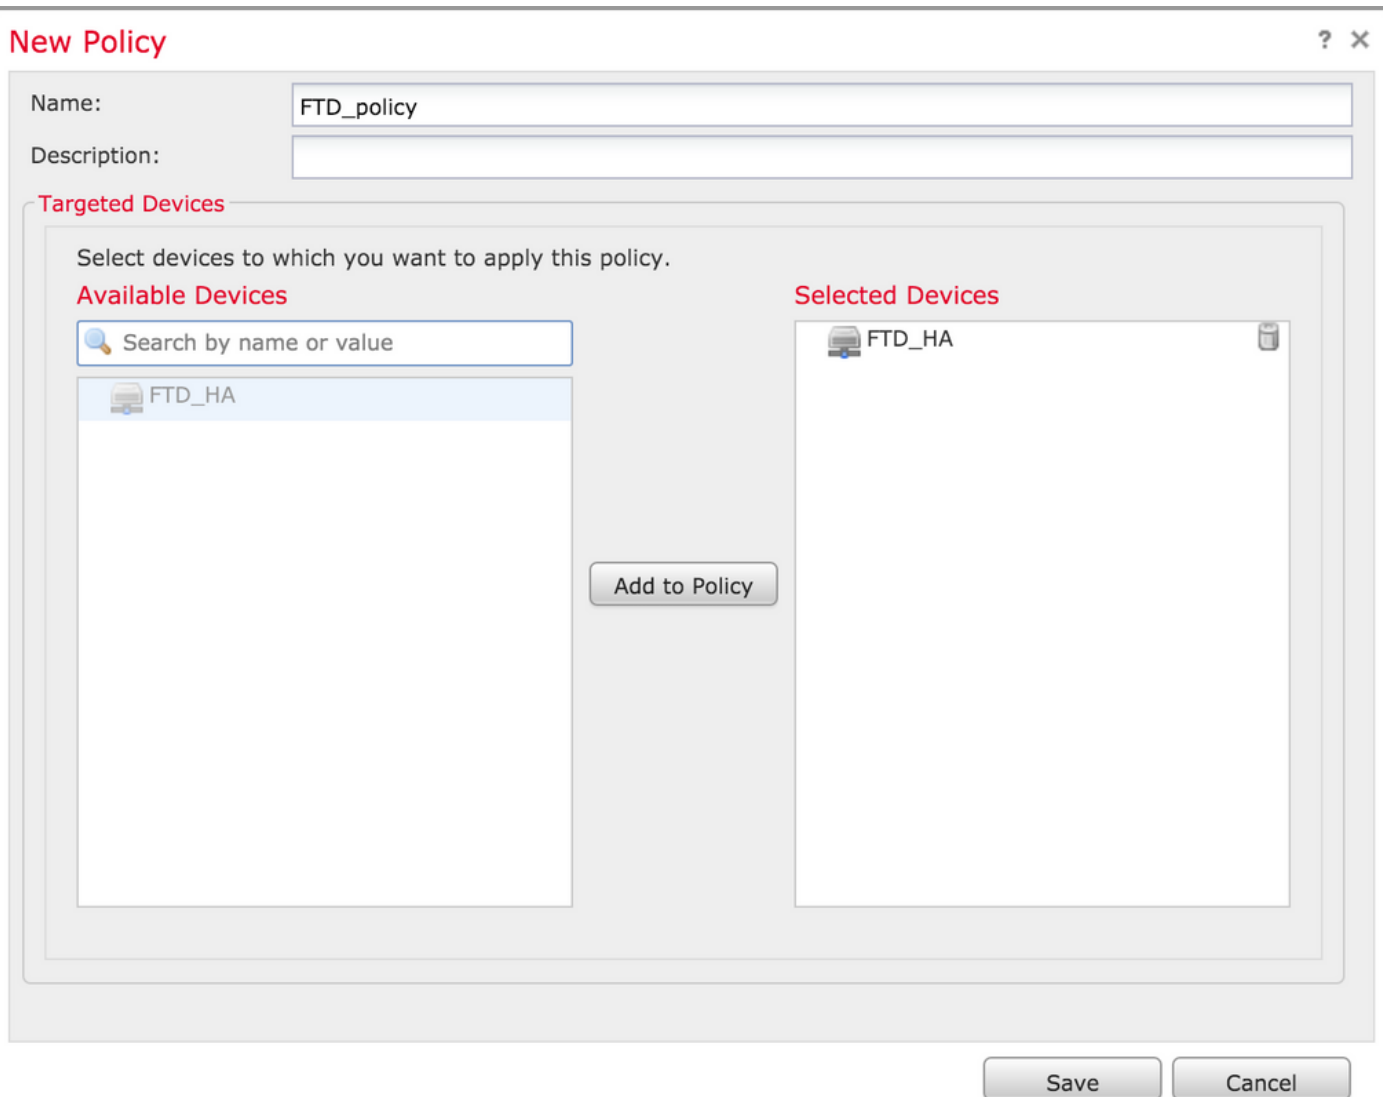 New Policy
?
Name:
FTD_policy
Description:
Targeted Devices
Select devices to which you want to apply this policy.
Available Devices
Selected Devices
Search by name or value
FTD_HA
FTD_HA
Add to Policy
Save
Cancel